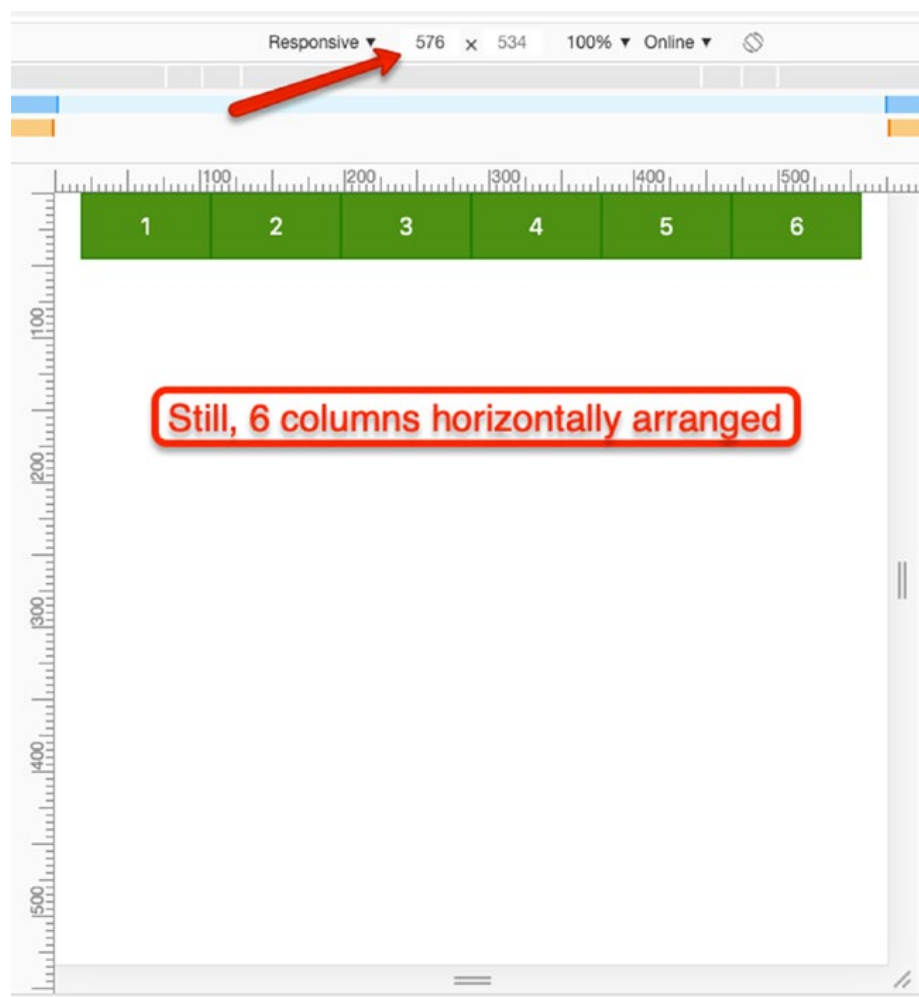 Responsive ▼ 576 × 534 100% ▼ Online ▼
|100 |200 |300 |400 |500
1 2 3 4 5 6
|100
Still, 6 columns horizontally arranged
|200
|300
|400
|500